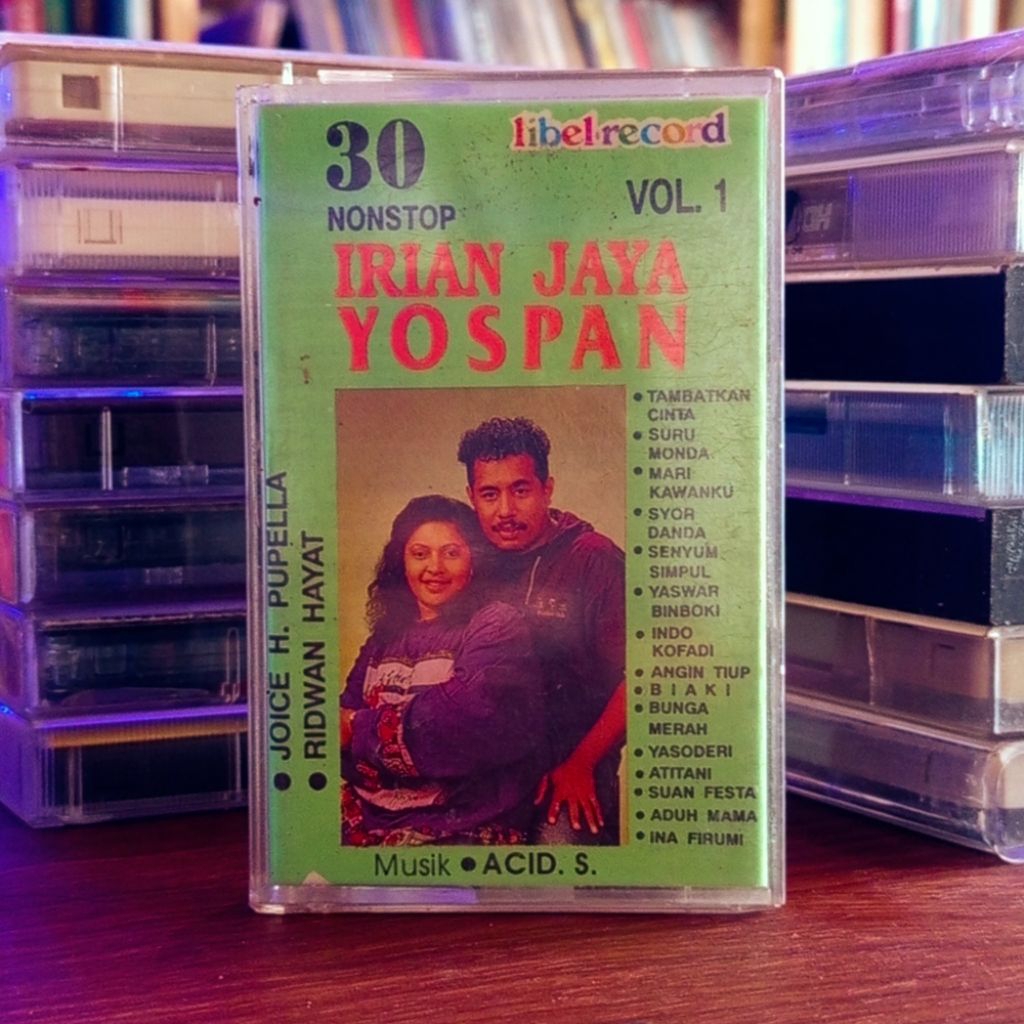 30
libel record
NONSTOP
VOL. 1
IRIAN JAYA
YOSPAN
• JOICE H. PUPELLA
• RIDWAN HAYAT
• TAMBATKAN
CINTA
• SURU
MONDA
• MARI
KAWANKU
• SYOR
DANDA
• SENYUM
SIMPUL
• YASWAR
BINBOKI
• INDO
KOFADI
• ANGIN TIUP
• BIAKI
• BUNGA
MERAH
• YASODERI
• ATITANI
• SUAN FESTA
• ADUH MAMA
• INA FIRUMI
Musik • ACID. S.